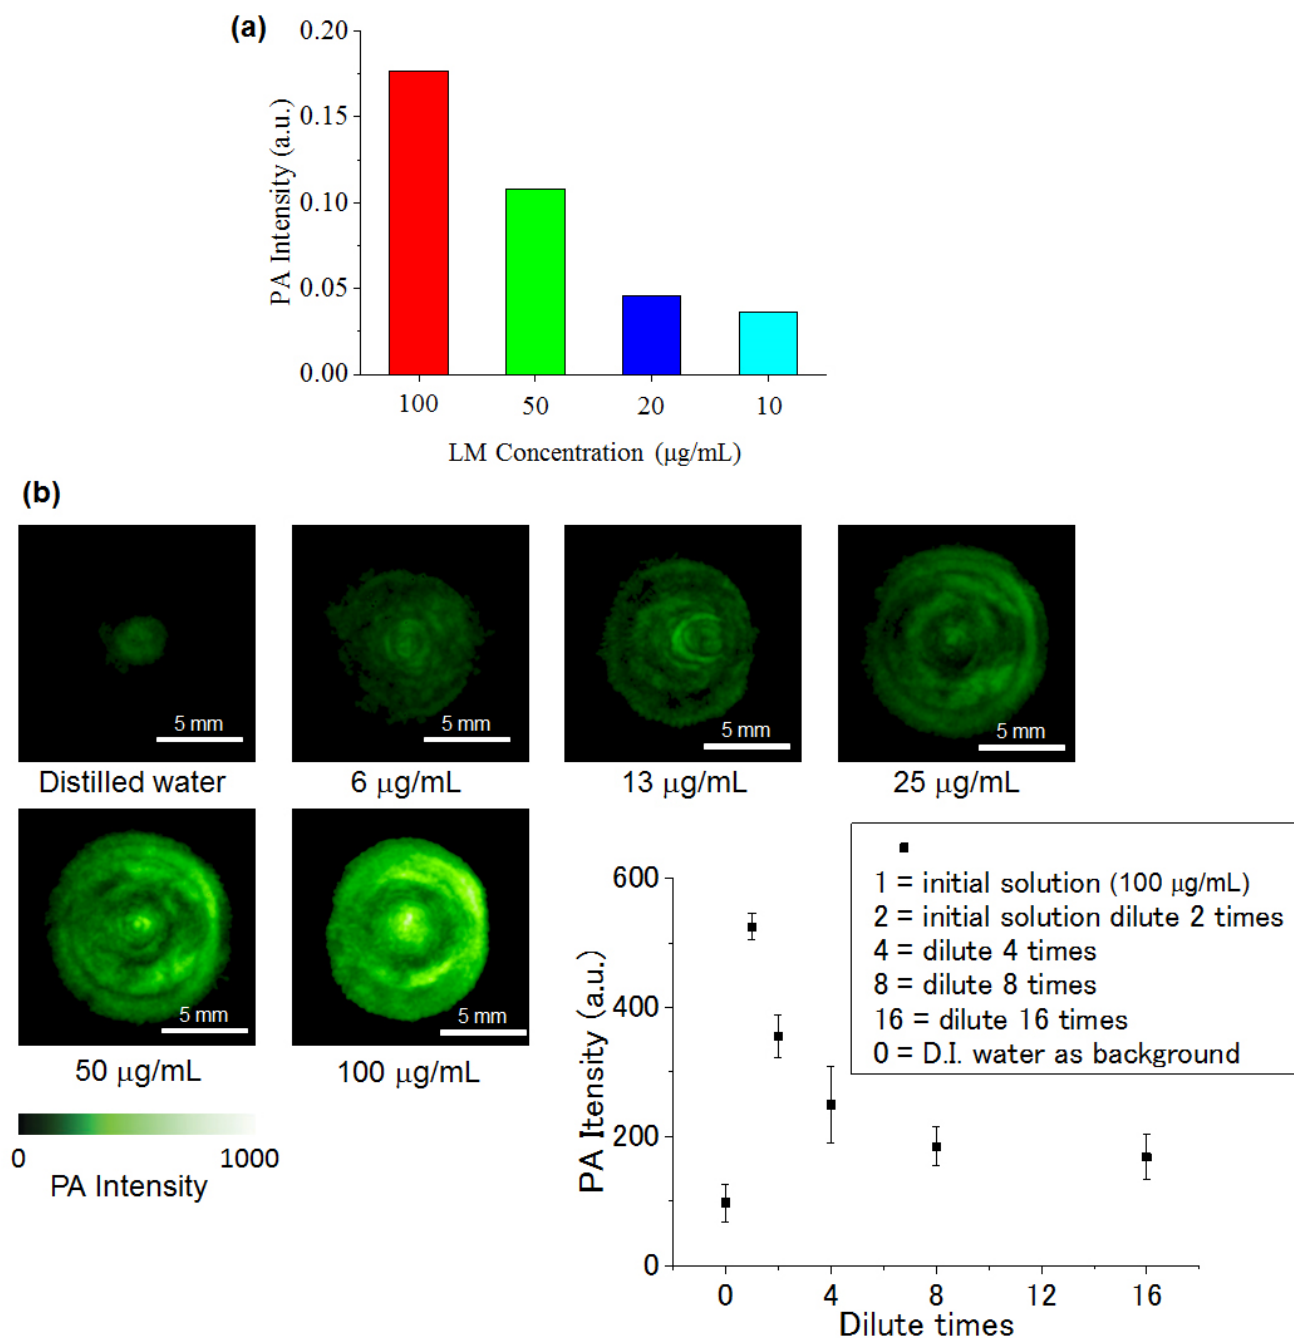 (a)
0.20
0.15
0.10
0.05
0.00
PA Intensity (a.u.)
100 50 20 10
LM Concentration (μg/mL)
(b)
5 mm 5 mm 5 mm 5 mm
Distilled water 6 μg/mL 13 μg/mL 25 μg/mL
5 mm 5 mm
50 μg/mL 100 μg/mL
0 1000
PA Intensity
1 = initial solution (100 μg/mL)
2 = initial solution dilute 2 times
4 = dilute 4 times
8 = dilute 8 times
16 = dilute 16 times
0 = D.I. water as background
600
400
200
0
PA Itensity (a.u.)
0 4 8 12 16
Dilute times